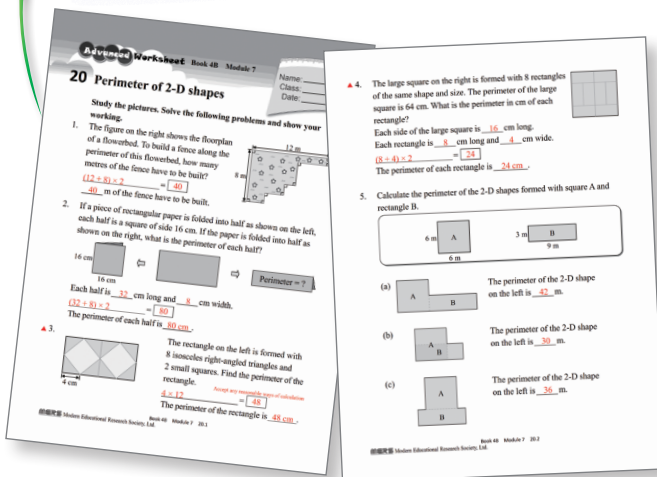 Advanced Worksheet Book 4B Module 7
20 Perimeter of 2-D shapes
Name:
Class:
Date:
Study the pictures. Solve the following problems and show your
working.
1. The figure on the right shows the floorplan
of a flowerbed. To build a fence along the
perimeter of this flowerbed, how many
metres of the fence have to be built?
(12 + 8) × 2 = 40
40 m of the fence have to be built.
12 m
8 m
2. If a piece of rectangular paper is folded into half as shown on the left,
each half is a square of side 16 cm. If the paper is folded into half as
shown on the right, what is the perimeter of each half?
16 cm
16 cm
Perimeter = ?
Each half is 32 cm long and 8 cm width.
(32 + 8) × 2 = 80
The perimeter of each half is 80 cm.
3. The rectangle on the left is formed with
8 isosceles right-angled triangles and
2 small squares. Find the perimeter of the
rectangle.
4 cm
Accept any reasonable ways of calculation
4 × 12 = 48
The perimeter of the rectangle is 48 cm.
Modern Educational Research Society, Ltd.
Book 4B Module 7 20.1
4. The large square on the right is formed with 8 rectangles
of the same shape and size. The perimeter of the large
square is 64 cm. What is the perimeter in cm of each
rectangle?
Each side of the large square is 16 cm long.
Each rectangle is 8 cm long and 4 cm wide.
(8 + 4) × 2 = 24
The perimeter of each rectangle is 24 cm.
5. Calculate the perimeter of the 2-D shapes formed with square A and
rectangle B.
6 m A
6 m
3 m B
9 m
(a) A B
The perimeter of the 2-D shape
on the left is 42 m.
(b) A B
The perimeter of the 2-D shape
on the left is 30 m.
(c) A B
The perimeter of the 2-D shape
on the left is 36 m.
Modern Educational Research Society, Ltd.
Book 4B Module 7 20.2